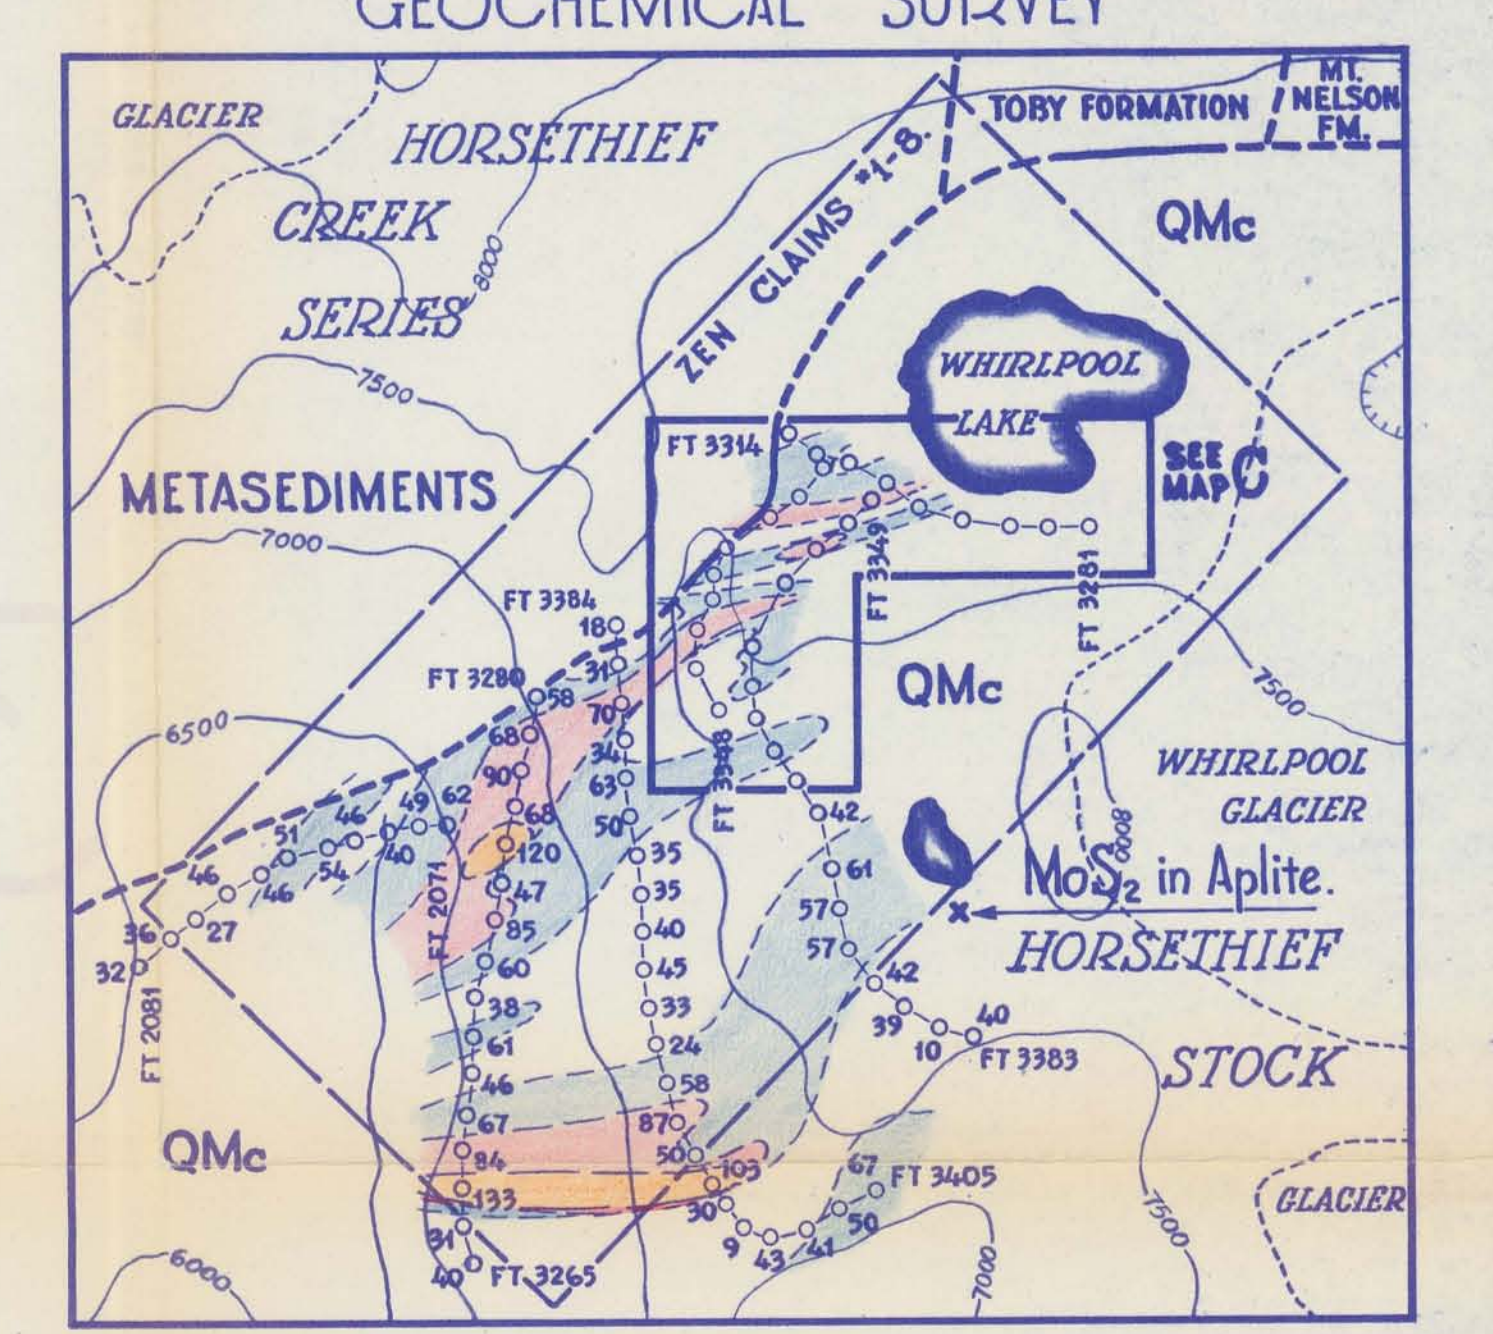 GEOCHEMICAL SURVEY
GLACIER
HORSETHIEF
CREEK
SERIES
8000
TOBY FORMATION
MT.
NELSON
FM.
ZEN CLAIMS #1-8.
QMc
WHIRLPOOL
LAKE
7500
FT 3314
SEE
MAP C
METASEDIMENTS
7000
FT 3349
FT 3281
FT 3384
18
31
FT 3280
58
70
68
34
90
63
68
50
120
QMc
7500
FT 3348
6500
WHIRLPOOL
GLACIER
8000
MoS2 in Aplite.
HORSETHIEF
STOCK
49
62
46
51
40
54
46
46
27
36
32
FT 2081
FT 2071
47
85
60
38
61
46
67
84
133
31
40
FT 3265
35
35
40
45
33
24
58
87
50
103
30
9
43
41
50
67
FT 3405
42
61
57
57
42
39
10
40
FT 3383
QMc
6000
7000
7500
GLACIER